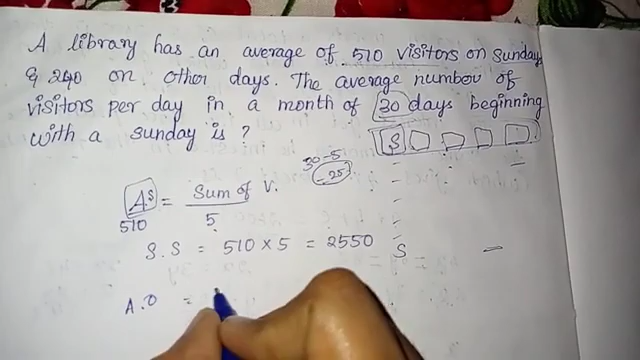 A library has an average of 510 visitors on Sunday
& 240 on other days. The average number of
visitors per day in a month of 30 days beginning
with a Sunday is ?
S
30-5
= 25
As = Sum of V.
510 5
S.S = 510 × 5 = 2550 S
A.O =